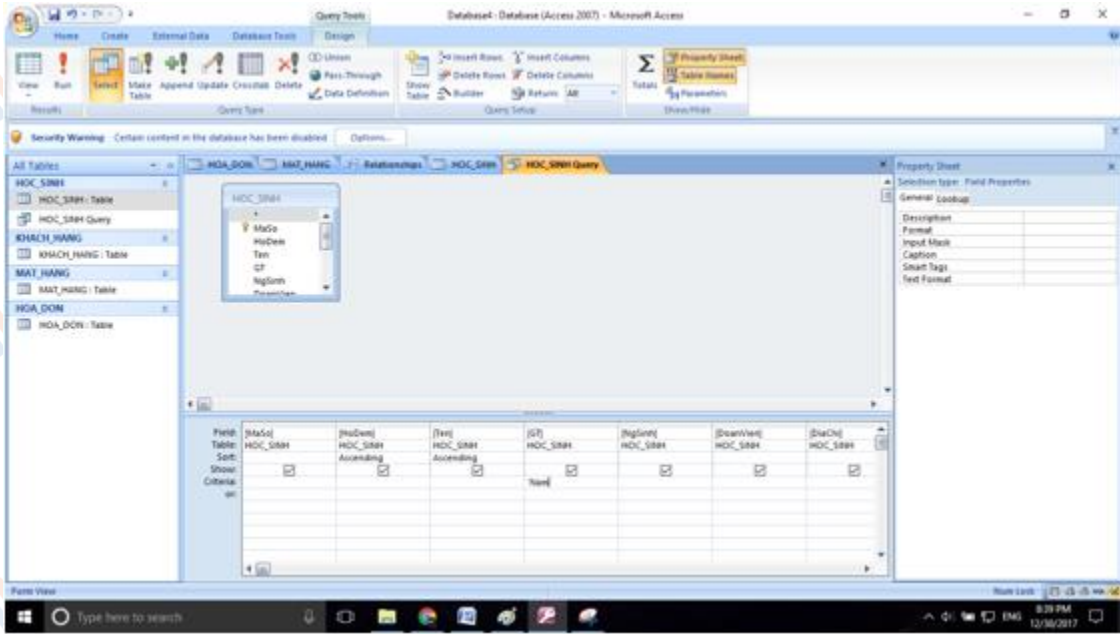 Query Tools
Database4 : Database (Access 2007) - Microsoft Access
Home Create External Data Database Tools Design
View Run Select Make Table Append Update Crosstab Delete
Union
Pass-Through
Data Definition
Show Table
Insert Rows
Delete Rows
Builder
Insert Columns
Delete Columns
Return: All
Totals
Property Sheet
Table Names
Parameters
Results Query Type Query Setup Show/Hide
Security Warning Certain content in the database has been disabled Options...
All Tables
HOC_SINH
HOC_SINH : Table
HOC_SINH Query
KHACH_HANG
KHACH_HANG : Table
MAT_HANG
MAT_HANG : Table
HOA_DON
HOA_DON : Table
HOA_DON MAT_HANG Relationships HOC_SINH HOC_SINH Query
HOC_SINH
*
MaSo
HoDem
Ten
GT
NgSinh
DoanVien
Field: [MaSo] [HoDem] [Ten] [GT] [NgSinh] [DoanVien] [DiaChi]
Table: HOC_SINH HOC_SINH HOC_SINH HOC_SINH HOC_SINH HOC_SINH HOC_SINH
Sort: Ascending Ascending
Show:
Criteria: 'Nam
or:
Property Sheet
Selection type: Field Properties
General Lookup
Description
Format
Input Mask
Caption
Smart Tags
Text Format
Form View
Num Lock
Type here to search
ENG
8:39 PM
12/30/2017